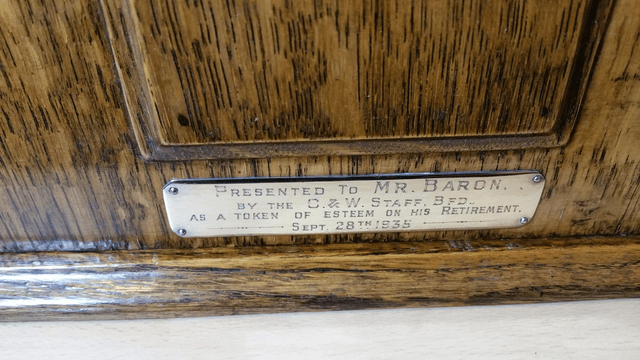 PRESENTED TO MR. BARON.
BY THE C. & W. STAFF, BFD.,
AS A TOKEN OF ESTEEM ON HIS RETIREMENT.
SEPT. 28TH 1935